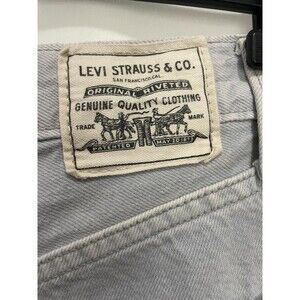 LEVI STRAUSS & CO.
SAN FRANCISCO, CAL.
ORIGINAL RIVETED
GENUINE QUALITY CLOTHING
TRADE MARK
PATENTED MAY 20 1873